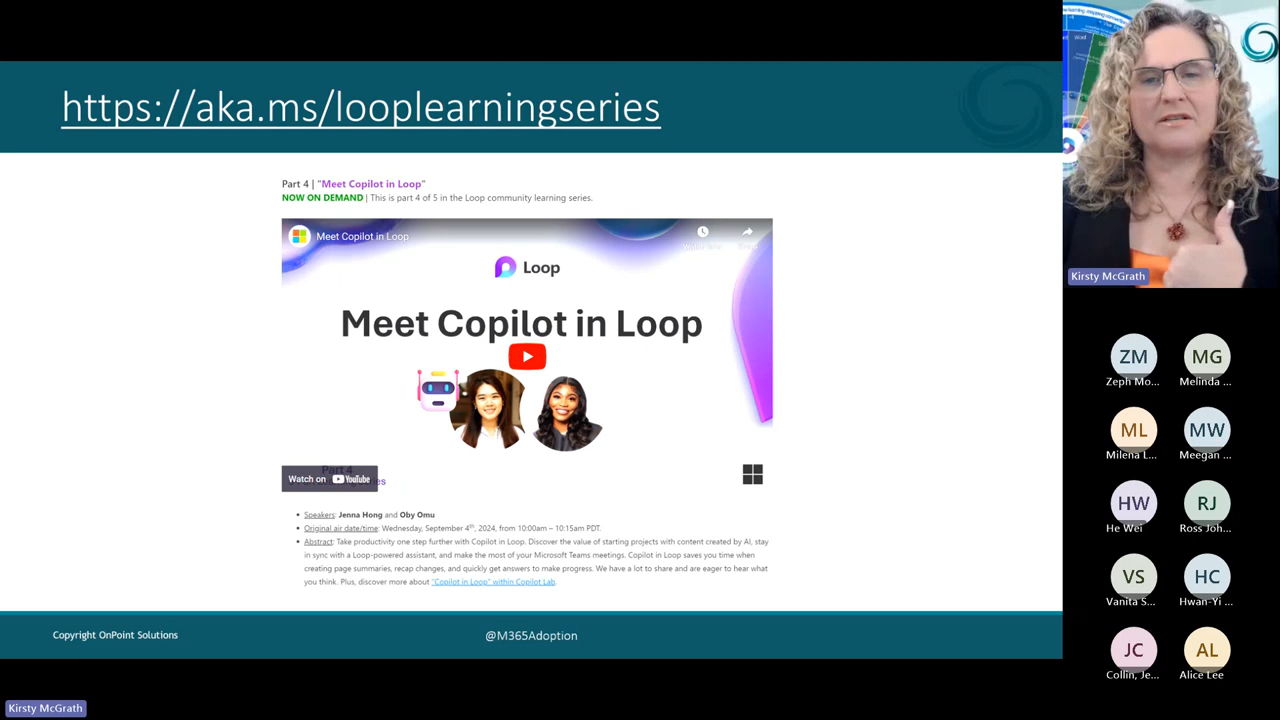 https://aka.ms/looplearningseries
Part 4 | "Meet Copilot in Loop"
NOW ON DEMAND | This is part 4 of 5 in the Loop community learning series.
Meet Copilot in Loop
Loop
Meet Copilot in Loop
Part 4
Watch on YouTube
Speakers: Jenna Hong and Oby Omu
Original air date/time: Wednesday, September 4th, 2024, from 10:00am – 10:15am PDT.
Abstract: Take productivity one step further with Copilot in Loop. Discover the value of starting projects with content created by AI, stay
in sync with a Loop-powered assistant, and make the most of your Microsoft Teams meetings. Copilot in Loop saves you time when
creating page summaries, recap changes, and quickly get answers to make progress. We have a lot to share and are eager to hear what
you think. Plus, discover more about "Copilot in Loop" within Copilot Lab.
Copyright OnPoint Solutions
@M365Adoption
Kirsty McGrath
Kirsty McGrath
ZM
MG
Zeph Mo...
Melinda ...
ML
MW
Milena L...
Meegan ...
HW
RJ
He Wei
Ross Joh...
VS
HC
Vanita S...
Hwan-Yi ...
JC
AL
Collin, Je...
Alice Lee